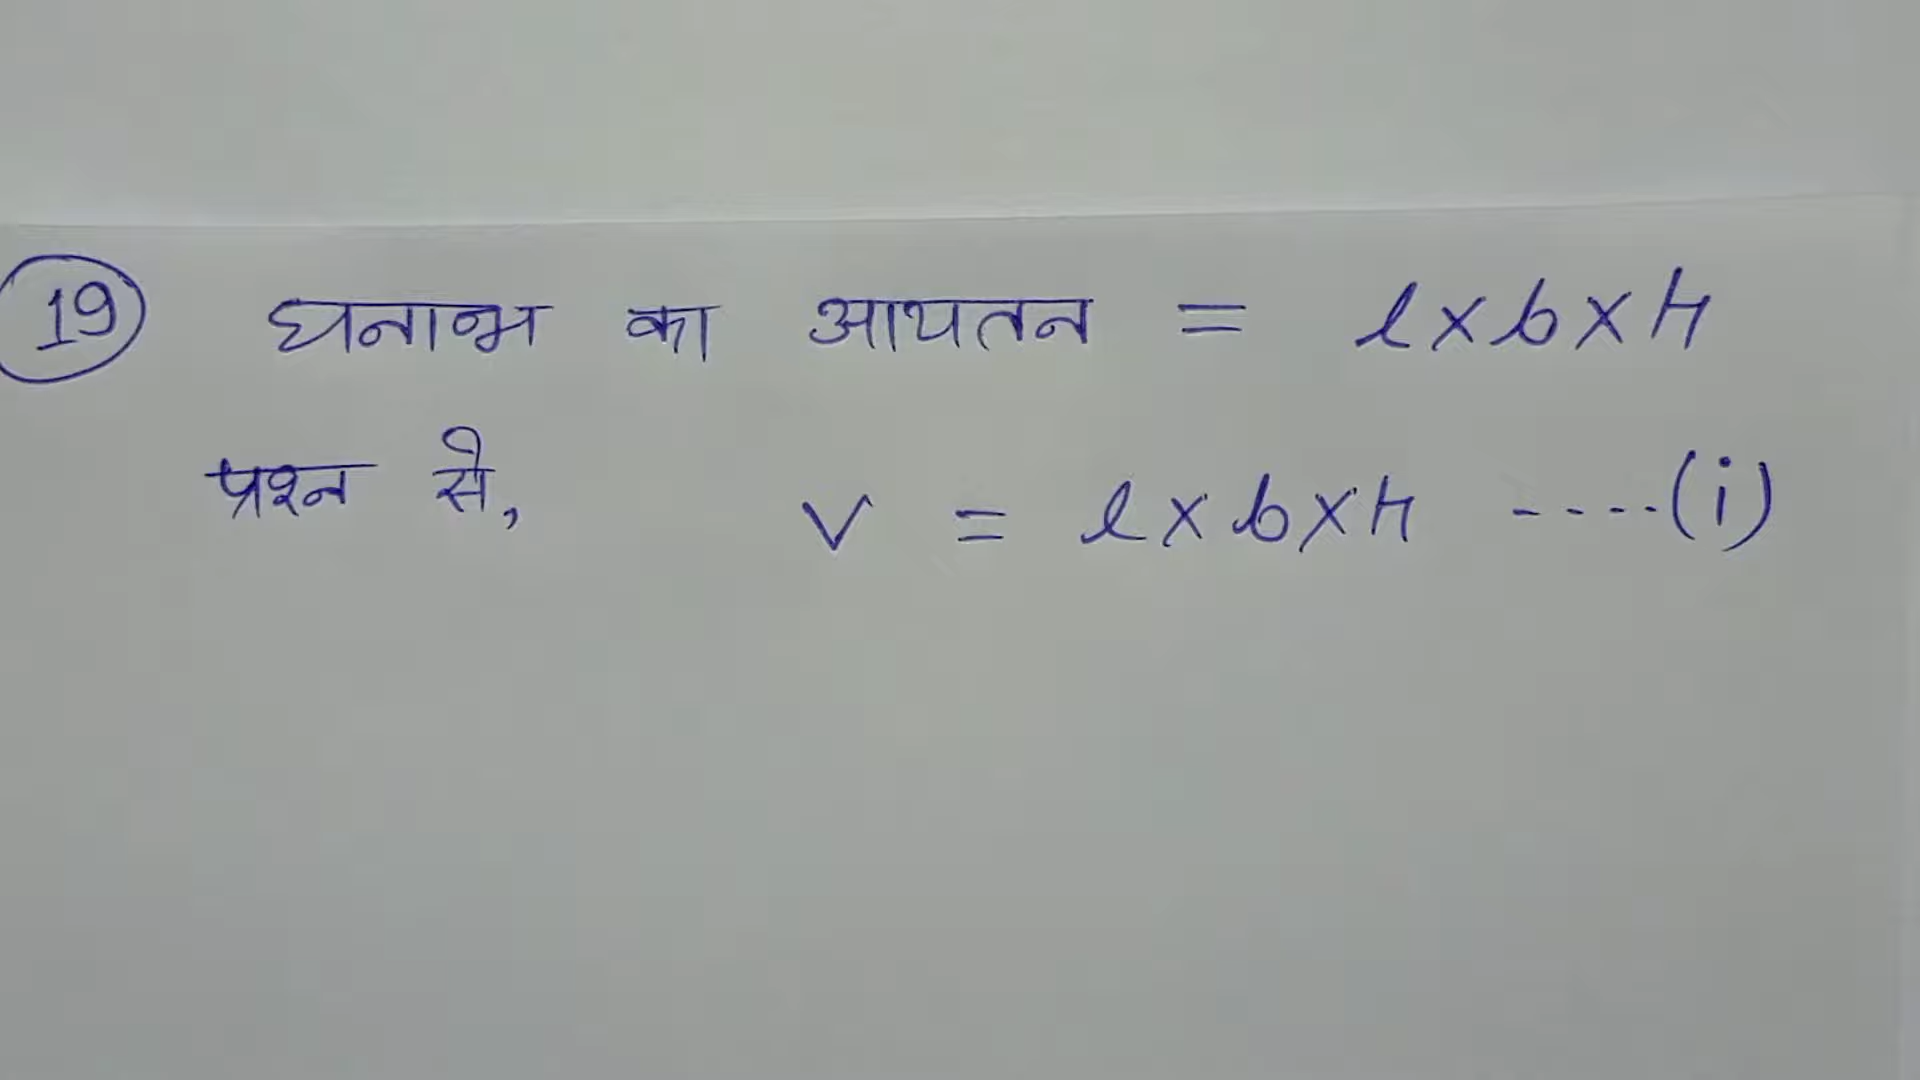 19 घनाभ का आयतन = l×b×h
प्रश्न से, V = l×b×h ----(i)